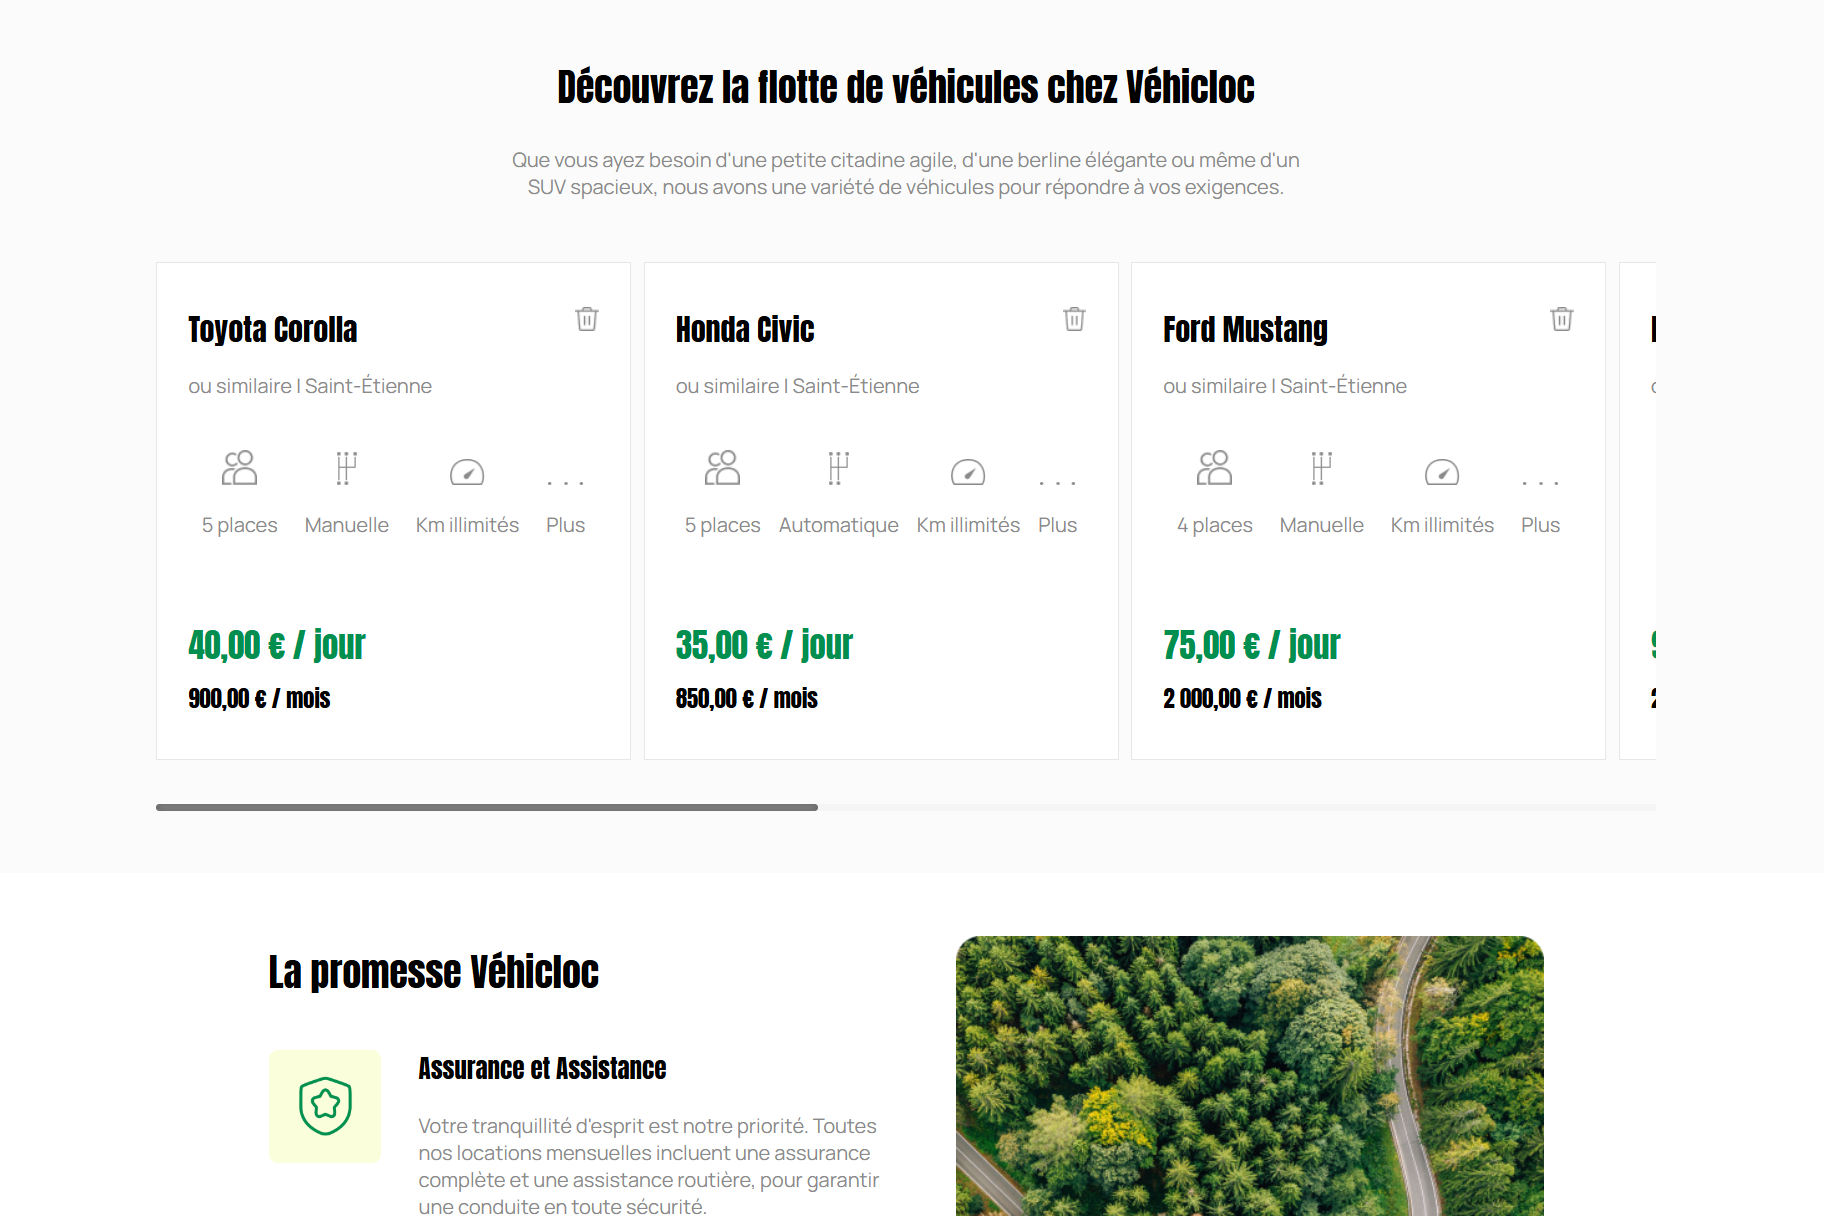 Découvrez la flotte de véhicules chez Véhicloc
Que vous ayez besoin d'une petite citadine agile, d'une berline élégante ou même d'un
SUV spacieux, nous avons une variété de véhicules pour répondre à vos exigences.
Toyota Corolla
ou similaire | Saint-Étienne
5 places Manuelle Km illimités Plus
40,00 € / jour
900,00 € / mois
Honda Civic
ou similaire | Saint-Étienne
5 places Automatique Km illimités Plus
35,00 € / jour
850,00 € / mois
Ford Mustang
ou similaire | Saint-Étienne
4 places Manuelle Km illimités Plus
75,00 € / jour
2 000,00 € / mois
La promesse Véhicloc
Assurance et Assistance
Votre tranquillité d'esprit est notre priorité. Toutes
nos locations mensuelles incluent une assurance
complète et une assistance routière, pour garantir
une conduite en toute sécurité.